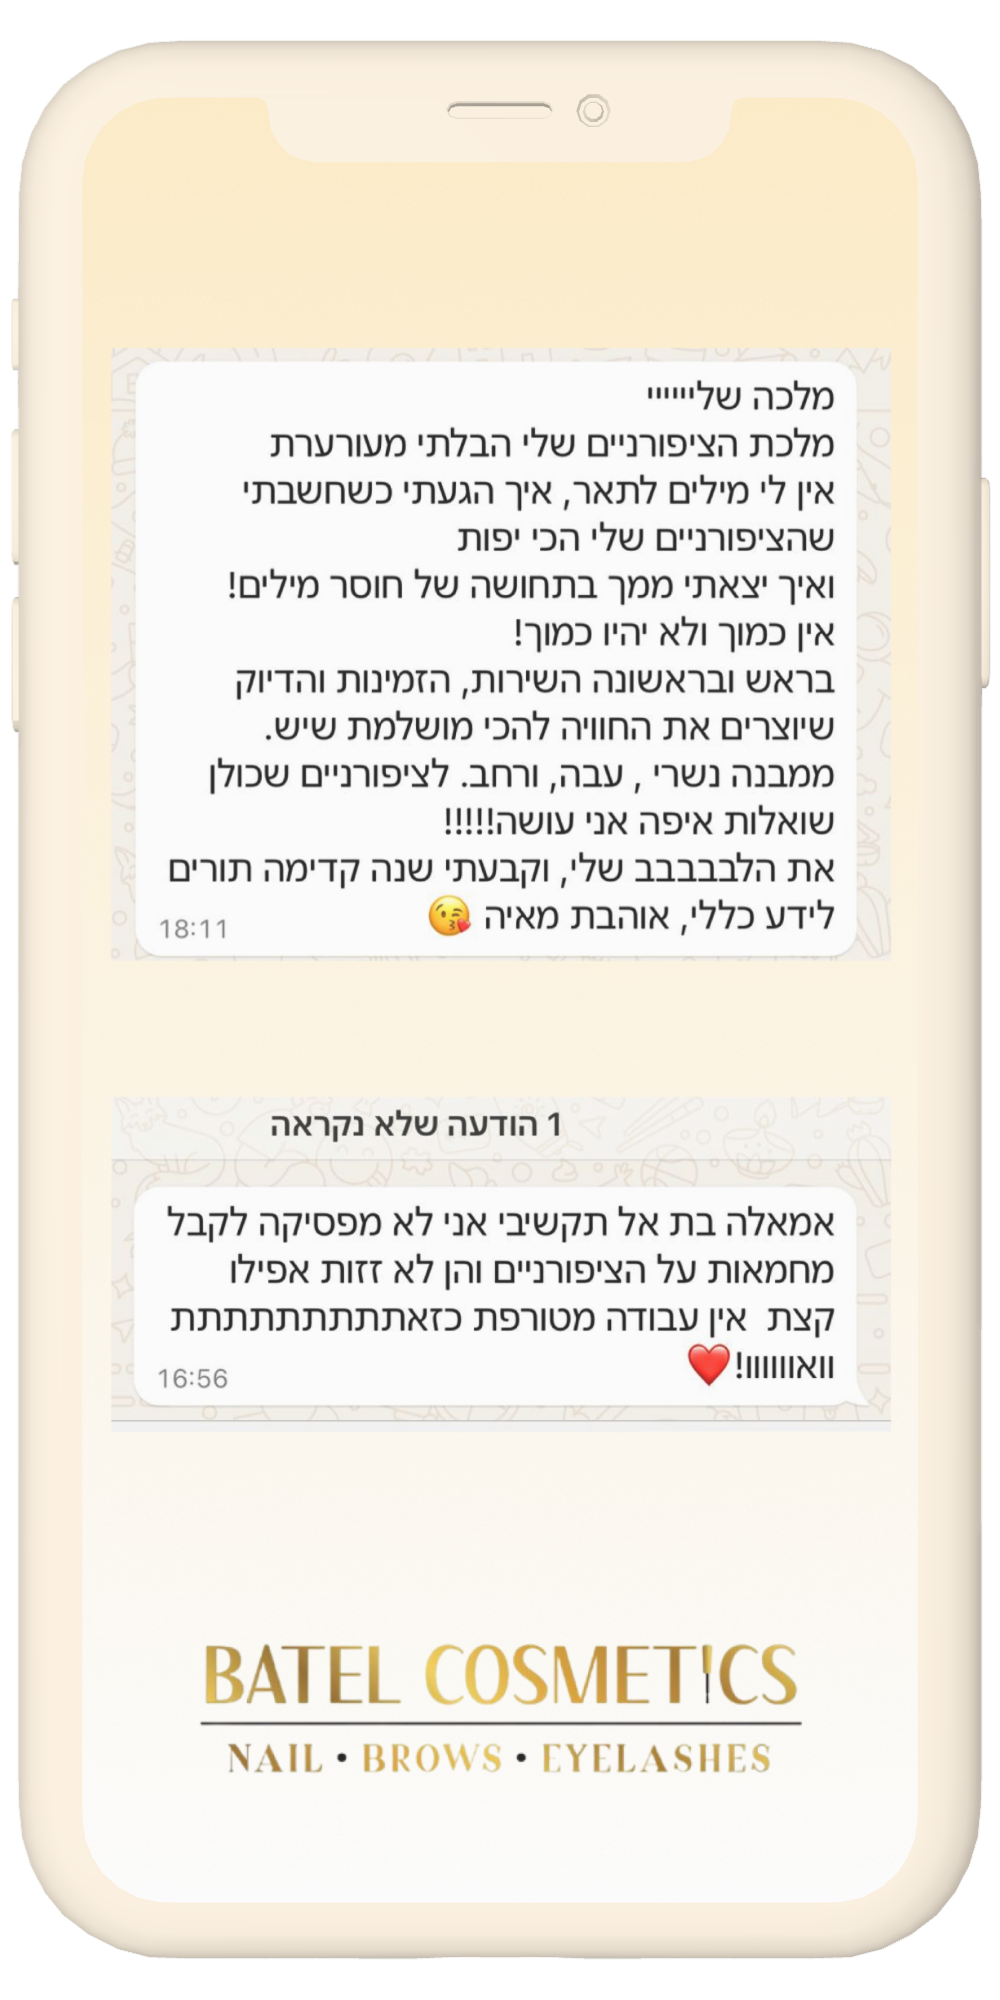 מלכה שליייייי
מלכת הציפורניים שלי הבלתי מעורערת
אין לי מילים לתאר, איך הגעתי כשחשבתי
שהציפורניים שלי הכי יפות
ואיך יצאתי ממך בתחושה של חוסר מילים!
אין כמוך ולא יהיו כמוך!
בראש ובראשונה השירות, הזמינות והדיוק
שיוצרים את החוויה להכי מושלמת שיש.
ממבנה נשרי , עבה, ורחב. לציפורניים שכולן
שואלות איפה אני עושה!!!!!
את הלבבבבב שלי, וקבעתי שנה קדימה תורים
לידע כללי, אוהבת מאיה 😘
18:11
1 הודעה שלא נקראה
אמאלה בת אל תקשיבי אני לא מפסיקה לקבל
מחמאות על הציפורניים והן לא זזות אפילו
קצת  אין עבודה מטורפת כזאתתתתתתתתתת
וואוווווו!❤️
16:56
BATEL COSMETICS
NAIL • BROWS • EYELASHES